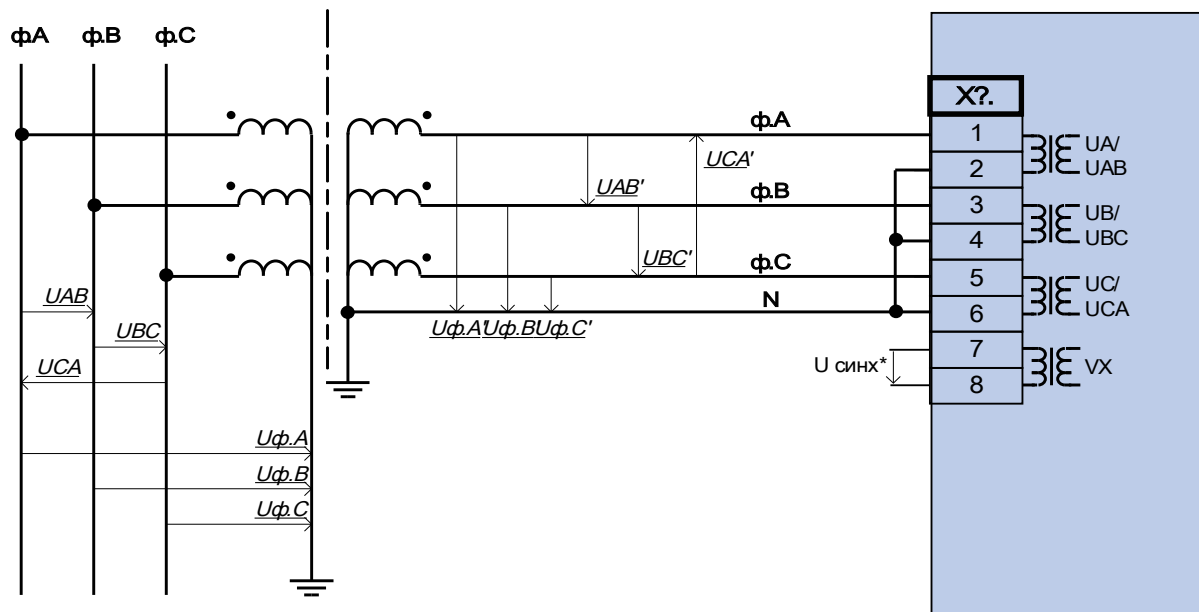 ф.А ф.В ф.С
X?.
ф.А
1
UA/
UAB
UCA'
2
UAB'
ф.В
3
UB/
UBC
4
UBC'
ф.С
5
UC/
UCA
UAB
N
6
Uф.A' Uф.B' Uф.C'
UBC
7
U синх*
VX
UCA
8
Uф.A
Uф.B
Uф.C